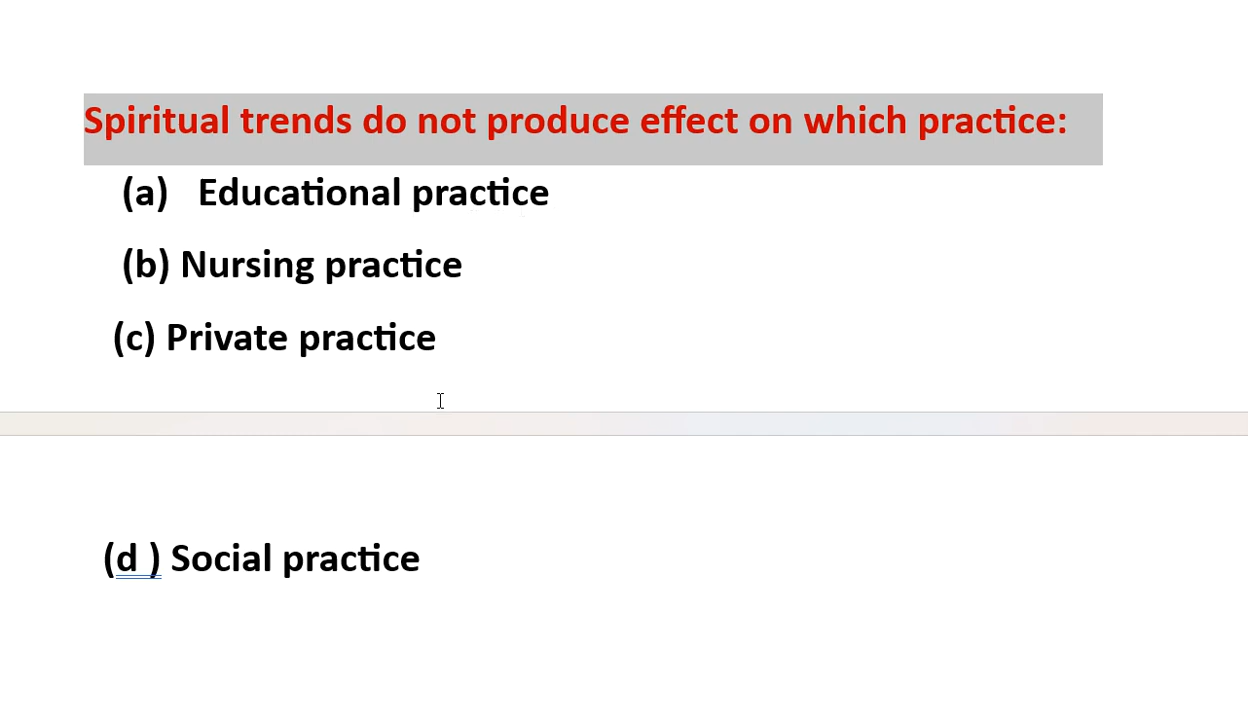 Spiritual trends do not produce effect on which practice:
(a) Educational practice
(b) Nursing practice
(c) Private practice
(d ) Social practice